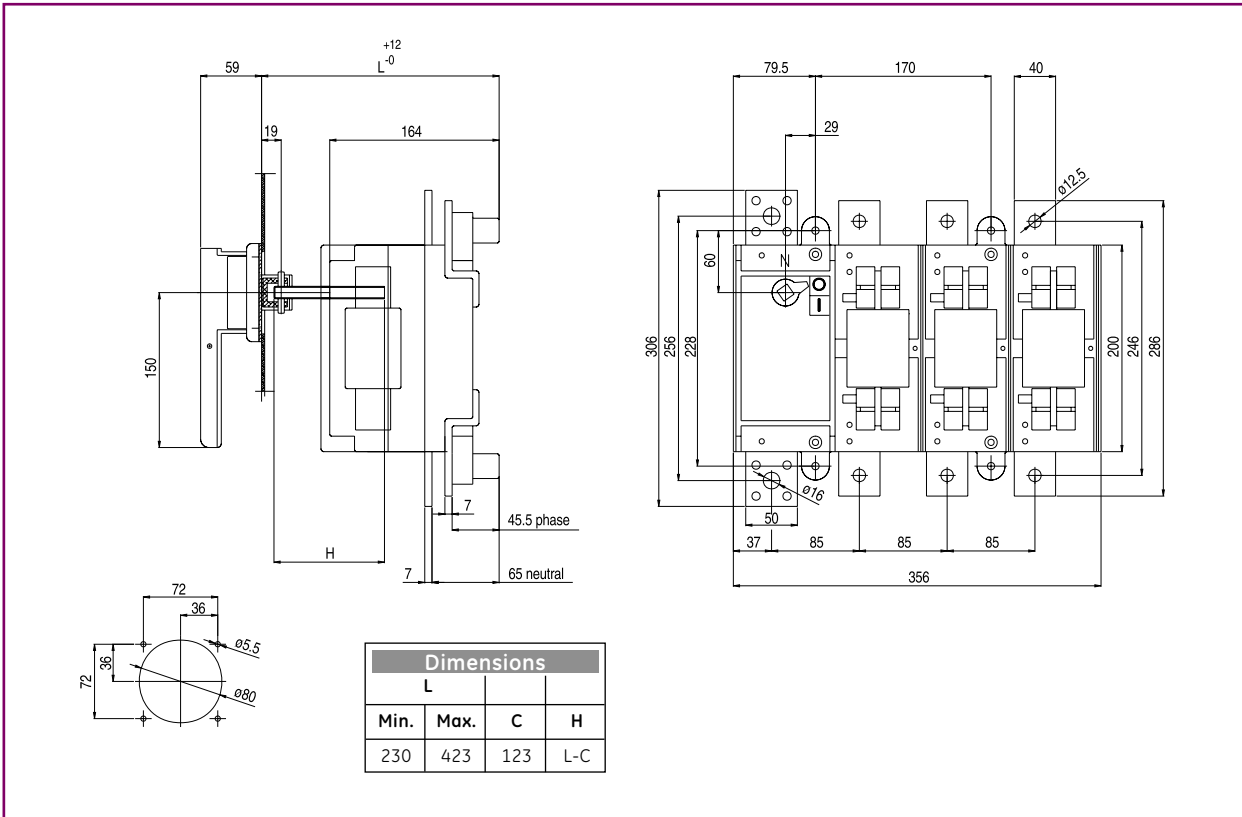 +12
L-0
59
19
164
150
H
7
45.5 phase
7
65 neutral
79.5
170
40
29
ø12.5
60
N
O
I
306
256
228
200
246
286
ø16
50
37
85
85
85
356
72
36
ø5.5
36
72
ø80
Dimensions
L
Min. Max. C H
230 423 123 L-C